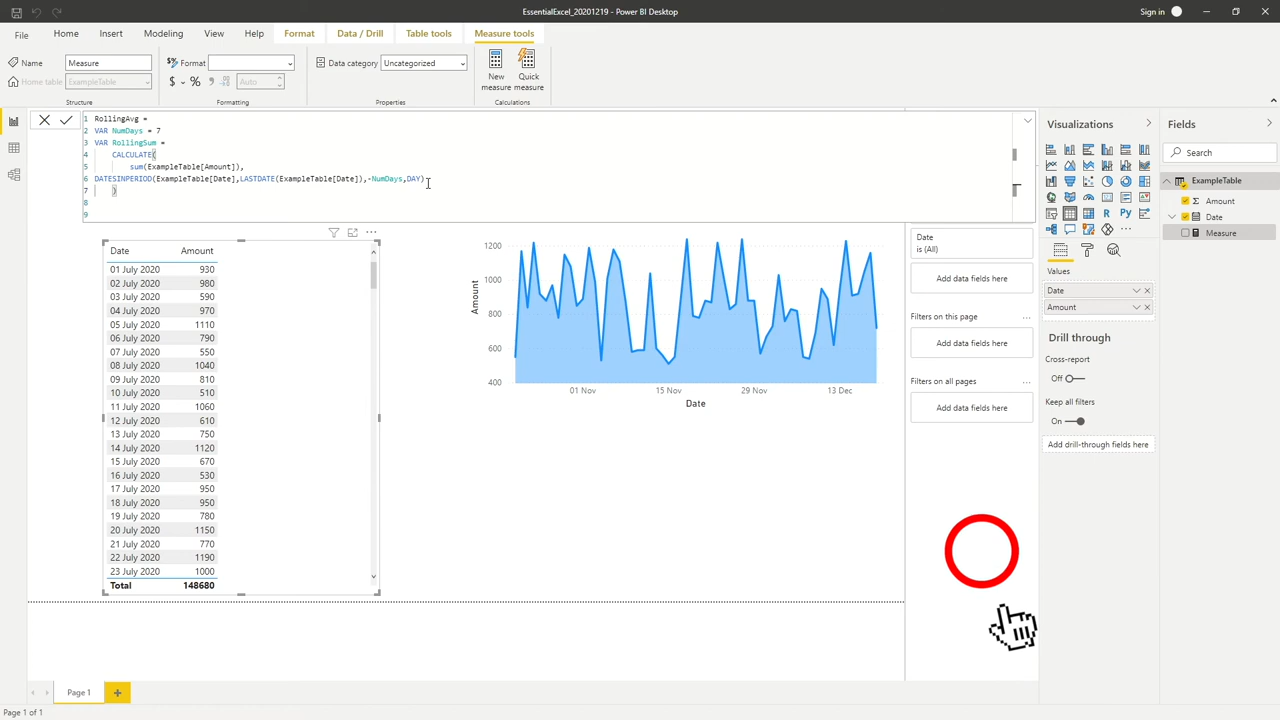 EssentialExcel_20201219 - Power BI Desktop
Sign in
File Home Insert Modeling View Help Format Data / Drill Table tools Measure tools
Name Measure
Home table ExampleTable
Structure
Format
$ % Auto
Formatting
Data category Uncategorized
Properties
New measure
Quick measure
Calculations
1 RollingAvg =
2 VAR NumDays = 7
3 VAR RollingSum =
4 CALCULATE(
5 sum(ExampleTable[Amount]),
6 DATESINPERIOD(ExampleTable[Date],LASTDATE(ExampleTable[Date]),-NumDays,DAY)
7 )
8
9
Date Amount
01 July 2020 930
02 July 2020 980
03 July 2020 590
04 July 2020 970
05 July 2020 1110
06 July 2020 790
07 July 2020 550
08 July 2020 1040
09 July 2020 810
10 July 2020 510
11 July 2020 1060
12 July 2020 610
13 July 2020 750
14 July 2020 1120
15 July 2020 670
16 July 2020 530
17 July 2020 950
18 July 2020 950
19 July 2020 780
20 July 2020 1150
21 July 2020 770
22 July 2020 1190
23 July 2020 1000
Total 148680
Amount
1200
1000
800
600
400
01 Nov 15 Nov 29 Nov 13 Dec
Date
Date
is (All)
Add data fields here
Filters on this page ...
Add data fields here
Filters on all pages ...
Add data fields here
Visualizations
R Py
Values
Date
Amount
Drill through
Cross-report
Off
Keep all filters
On
Add drill-through fields here
Fields
Search
ExampleTable
Σ Amount
Date
Measure
Page 1
+
Page 1 of 1